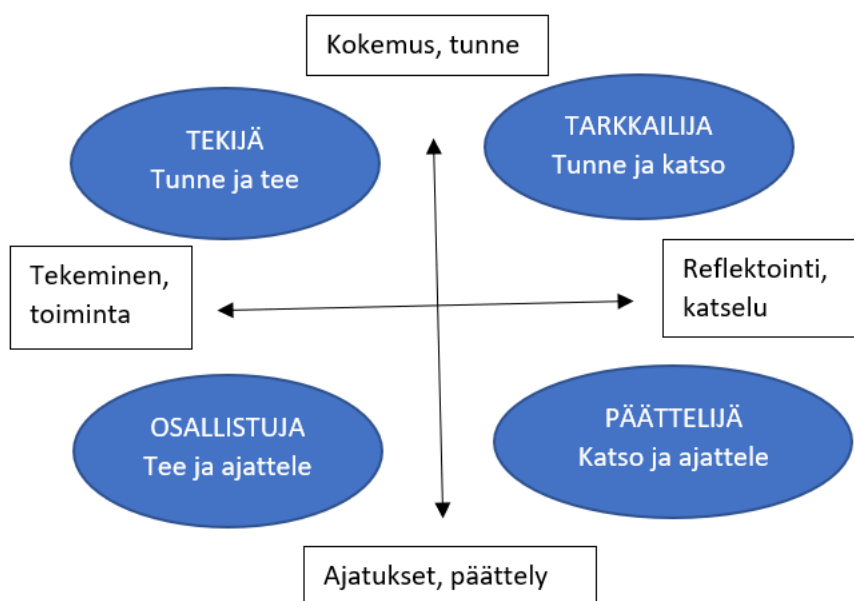 Kokemus, tunne
TEKIJÄ
Tunne ja tee
TARKKAILIJA
Tunne ja katso
Tekeminen,
toiminta
Reflektointi,
katselu
OSALLISTUJA
Tee ja ajattele
PÄÄTTELIJÄ
Katso ja ajattele
Ajatukset, päättely